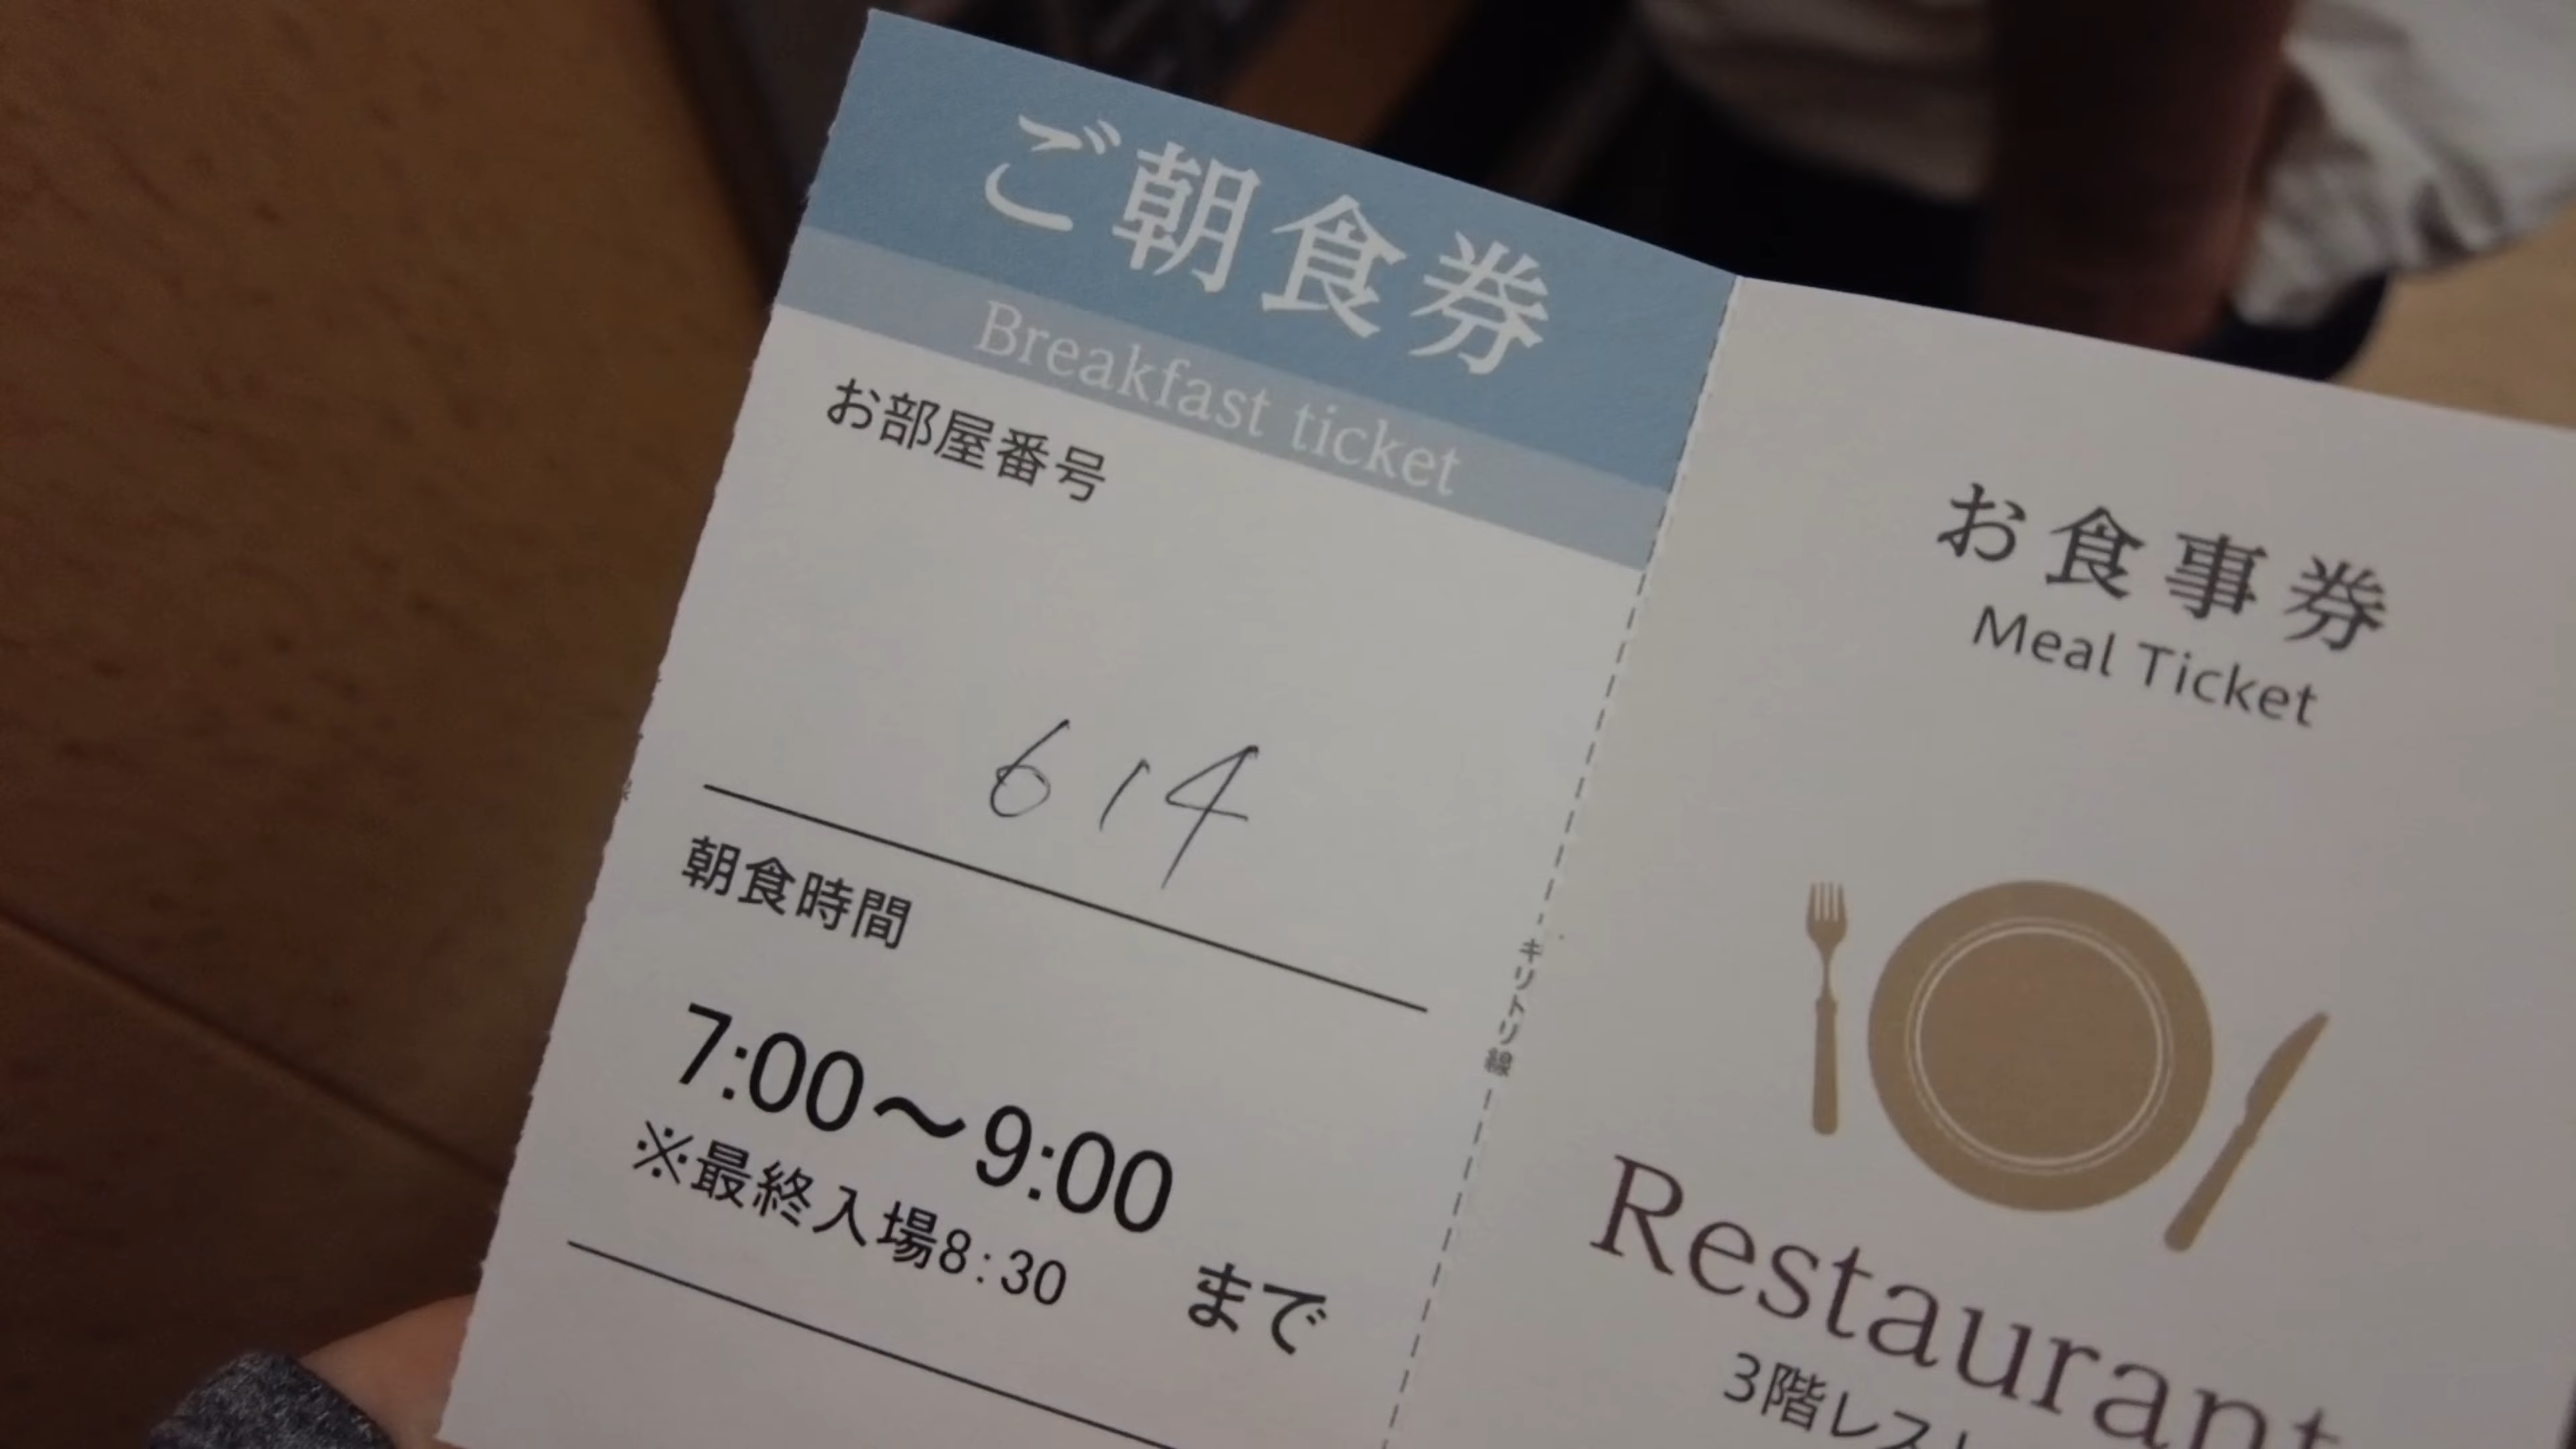 ご朝食券
Breakfast ticket
お部屋番号
614
朝食時間
7:00～9:00
※最終入場8:30 まで
キリトリ線
お食事券
Meal Ticket
Restaurant
3階レスト